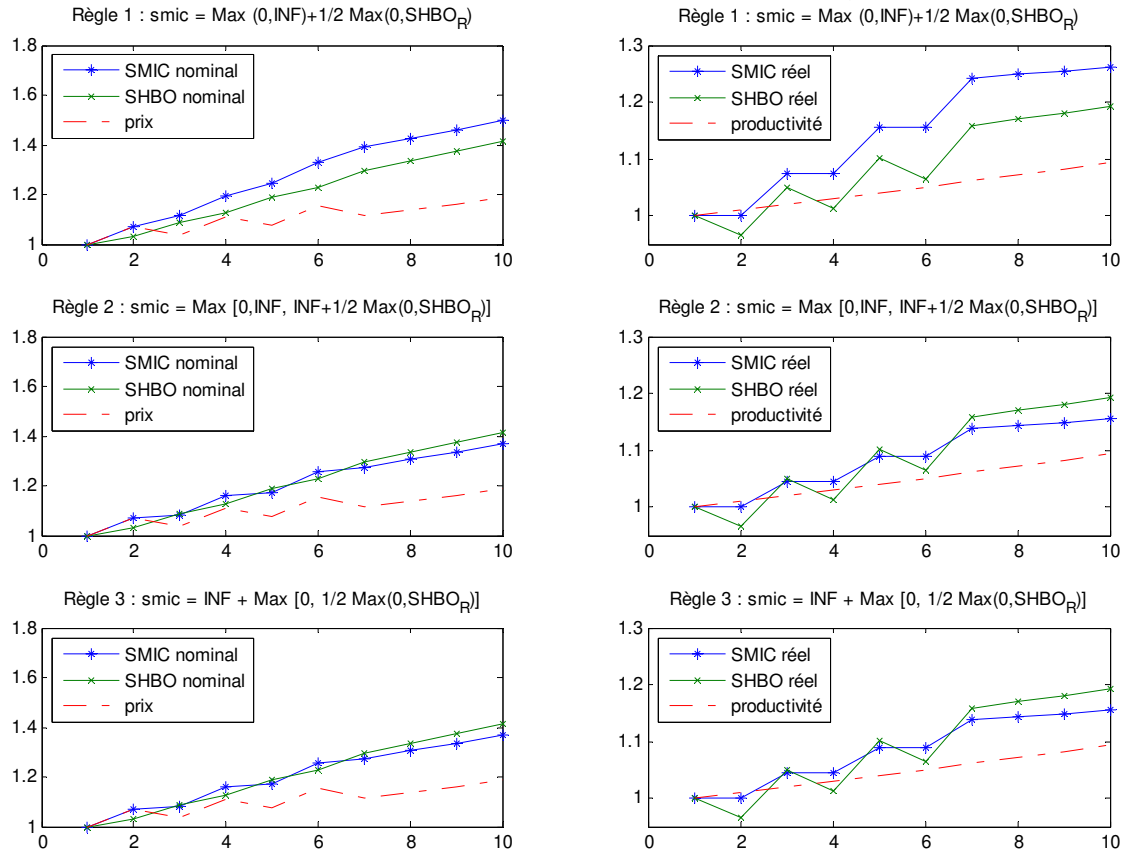 Règle 1 : smic = Max (0,INF)+1/2 Max(0,SHBO_R)
1.8
1.6
1.4
1.2
1
0 2 4 6 8 10
SMIC nominal
SHBO nominal
prix
Règle 1 : smic = Max (0,INF)+1/2 Max(0,SHBO_R)
1.3
1.2
1.1
1
0 2 4 6 8 10
SMIC réel
SHBO réel
productivité
Règle 2 : smic = Max [0,INF, INF+1/2 Max(0,SHBO_R)]
1.8
1.6
1.4
1.2
1
0 2 4 6 8 10
SMIC nominal
SHBO nominal
prix
Règle 2 : smic = Max [0,INF, INF+1/2 Max(0,SHBO_R)]
1.3
1.2
1.1
1
0 2 4 6 8 10
SMIC réel
SHBO réel
productivité
Règle 3 : smic = INF + Max [0, 1/2 Max(0,SHBO_R)]
1.8
1.6
1.4
1.2
1
0 2 4 6 8 10
SMIC nominal
SHBO nominal
prix
Règle 3 : smic = INF + Max [0, 1/2 Max(0,SHBO_R)]
1.3
1.2
1.1
1
0 2 4 6 8 10
SMIC réel
SHBO réel
productivité